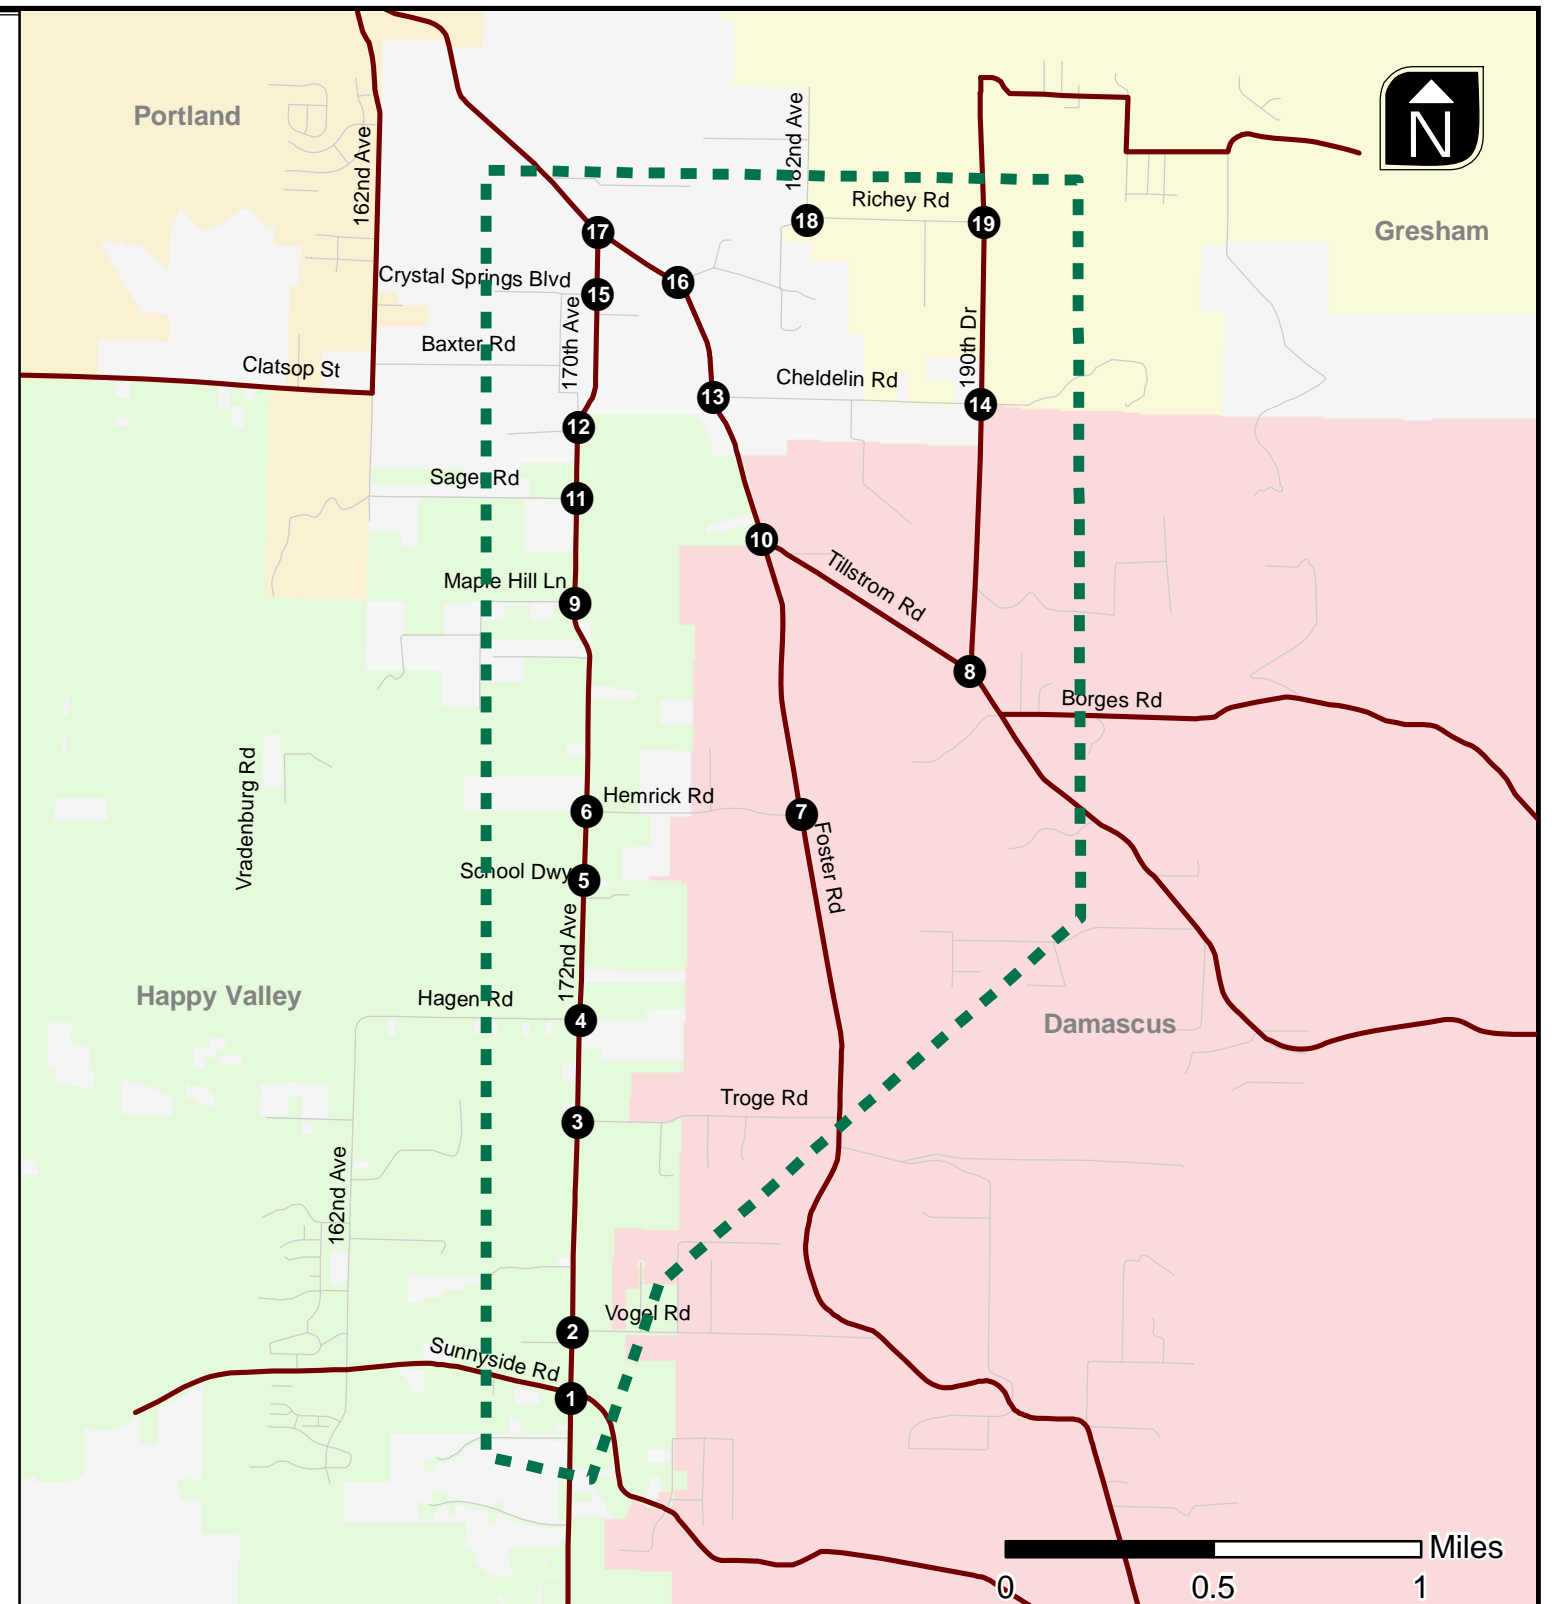 Portland
162nd Ave
182nd Ave
N
Richey Rd
18
19
Gresham
17
Crystal Springs Blvd
16
15
170th Ave
Baxter Rd
190th Dr
Clatsop St
Cheldelin Rd
13
14
12
Sager Rd
11
10
Maple Hill Ln
9
Tillstrom Rd
8
Borges Rd
Vradenburg Rd
Hemrick Rd
6
7
Foster Rd
School Dwy
5
172nd Ave
Happy Valley
Hagen Rd
4
Damascus
Troge Rd
3
162nd Ave
Vogel Rd
2
Sunnyside Rd
1
Miles
0 0.5 1